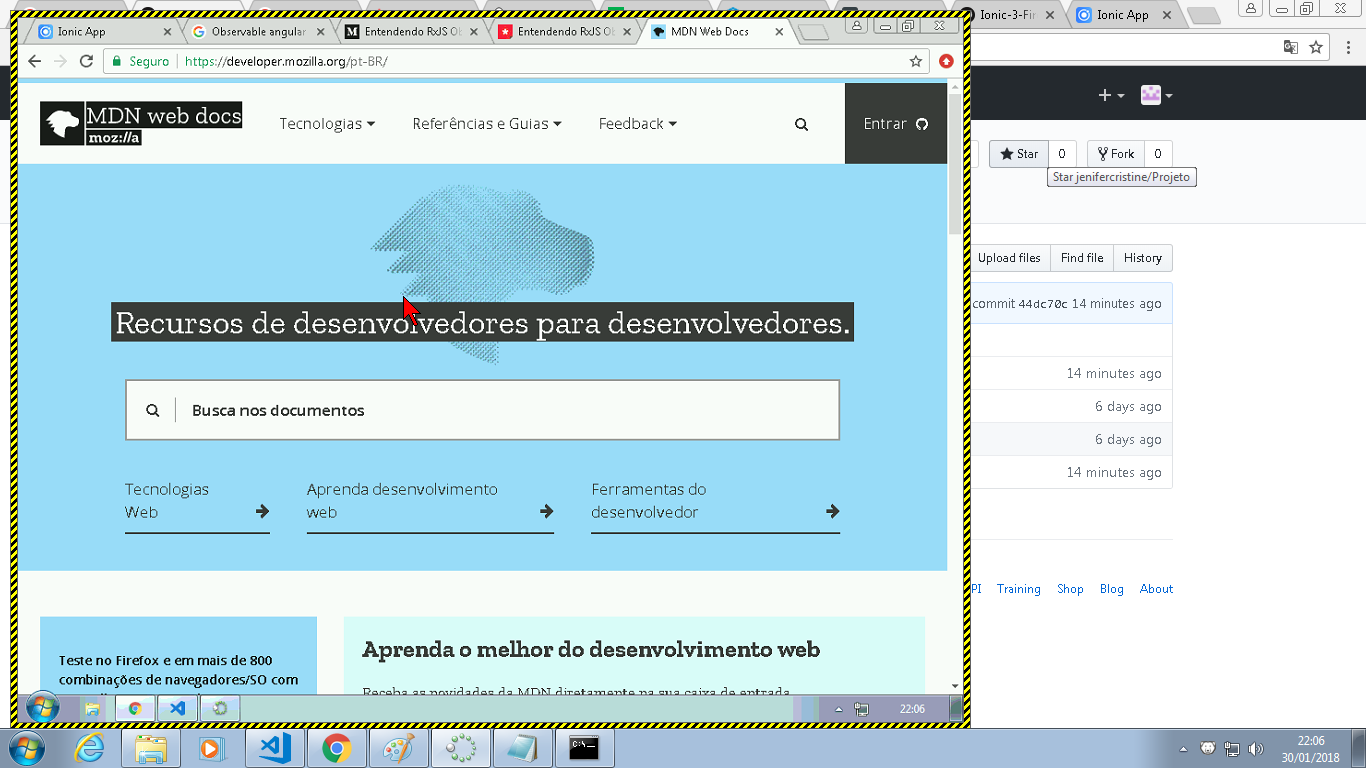 Ionic-3-Fir
Ionic App
Ionic App
Observable angular
Entendendo RxJS Ob
Entendendo RxJS Ob
MDN Web Docs
Seguro
https://developer.mozilla.org/pt-BR/
MDN web docs
moz://a
Tecnologias
Referências e Guias
Feedback
Entrar
Star
0
Fork
0
Star jenifercristine/Projeto
Upload files
Find file
History
commit 44dc70c 14 minutes ago
Recursos de desenvolvedores para desenvolvedores.
14 minutes ago
6 days ago
6 days ago
14 minutes ago
Busca nos documentos
Tecnologias
Web
Aprenda desenvolvimento
web
Ferramentas do
desenvolvedor
PI
Training
Shop
Blog
About
Teste no Firefox e em mais de 800
combinações de navegadores/SO com
Aprenda o melhor do desenvolvimento web
Receba as novidades da MDN diretamente na sua caixa de entrada
22:06
22:06
30/01/2018